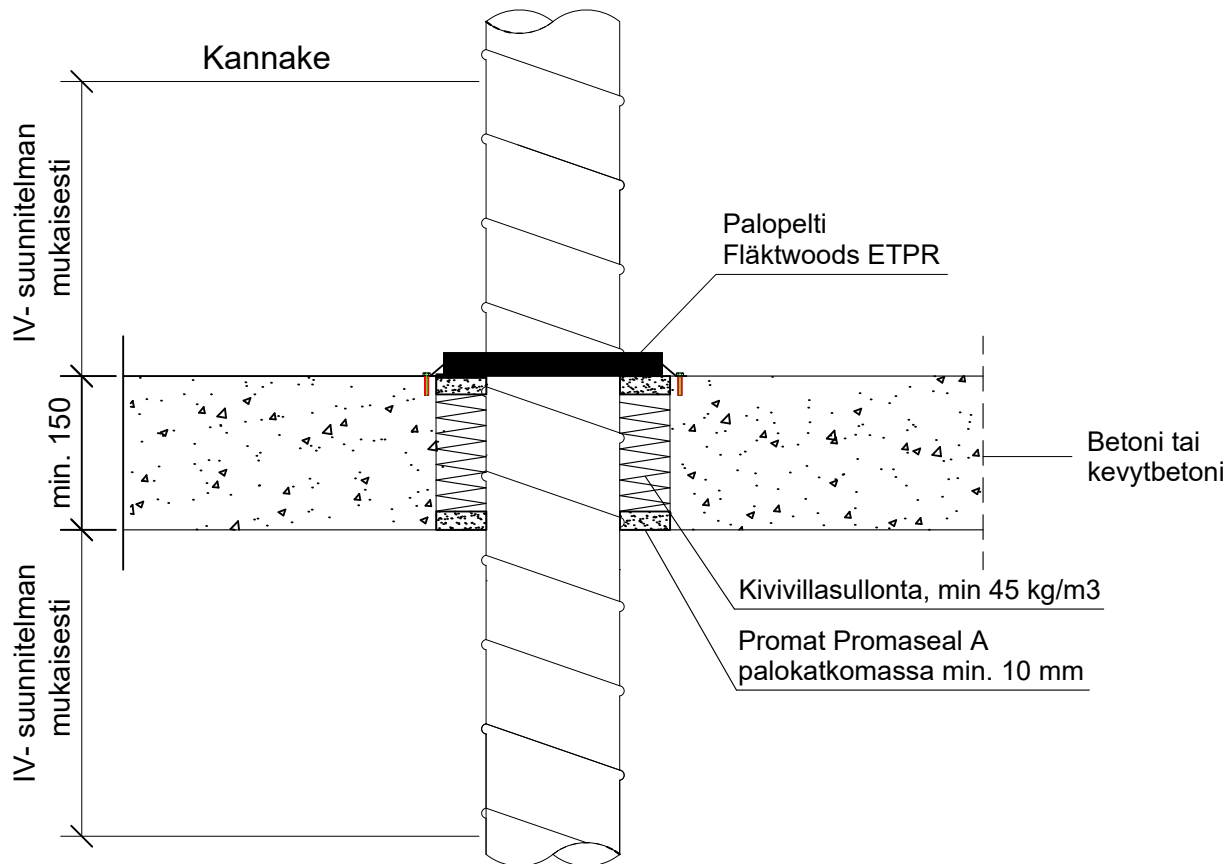 Kannake
IV- suunnitelman
mukaisesti
Palopelti
Fläktwoods ETPR
min. 150
Betoni tai
kevytbetoni
Kivivillasullonta, min 45 kg/m3
Promat Promaseal A
palokatkomassa min. 10 mm
IV- suunnitelman
mukaisesti